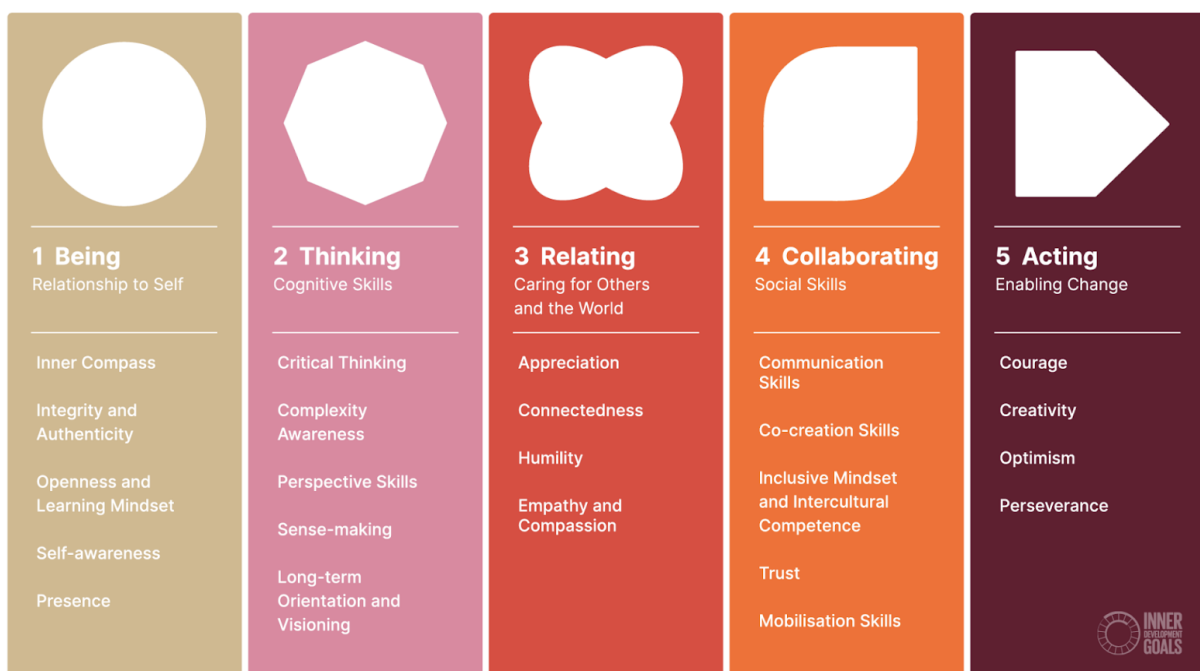 1 Being
Relationship to Self
Inner Compass
Integrity and
Authenticity
Openness and
Learning Mindset
Self-awareness
Presence
2 Thinking
Cognitive Skills
Critical Thinking
Complexity
Awareness
Perspective Skills
Sense-making
Long-term
Orientation and
Visioning
3 Relating
Caring for Others
and the World
Appreciation
Connectedness
Humility
Empathy and
Compassion
4 Collaborating
Social Skills
Communication
Skills
Co-creation Skills
Inclusive Mindset
and Intercultural
Competence
Trust
Mobilisation Skills
5 Acting
Enabling Change
Courage
Creativity
Optimism
Perseverance
INNER
DEVELOPMENT
GOALS